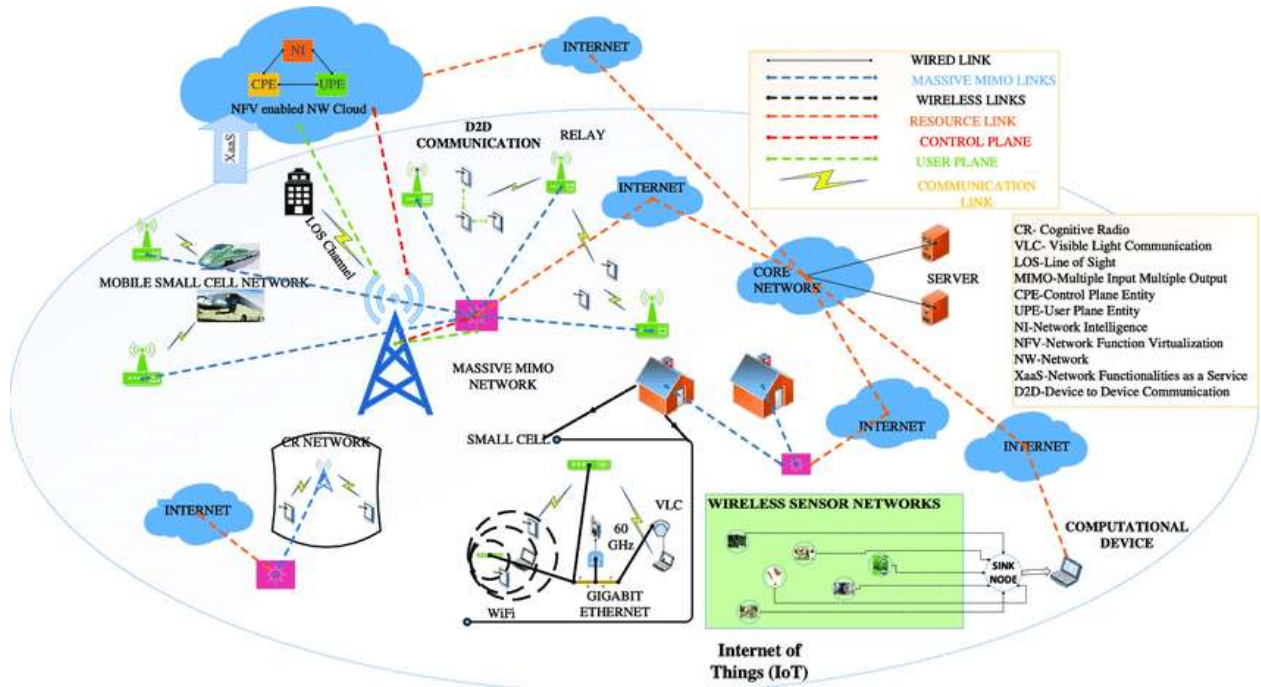 NI
CPE
UPE
NFV enabled NW Cloud
XaaS
INTERNET
WIRED LINK
MASSIVE MIMO LINKS
WIRELESS LINKS
RESOURCE LINK
CONTROL PLANE
USER PLANE
COMMUNICATION
LINK
D2D
COMMUNICATION
RELAY
INTERNET
LOS Channel
MOBILE SMALL CELL NETWORK
CORE
NETWORK
SERVER
CR- Cognitive Radio
VLC- Visible Light Communication
LOS-Line of Sight
MIMO-Multiple Input Multiple Output
CPE-Control Plane Entity
UPE-User Plane Entity
NI-Network Intelligence
NFV-Network Function Virtualization
NW-Network
XaaS-Network Functionalities as a Service
D2D-Device to Device Communication
MASSIVE MIMO
NETWORK
SMALL CELL
INTERNET
INTERNET
CR NETWORK
INTERNET
VLC
60
GHz
WiFi
GIGABIT
ETHERNET
WIRELESS SENSOR NETWORKS
SINK
NODE
COMPUTATIONAL
DEVICE
Internet of
Things (IoT)